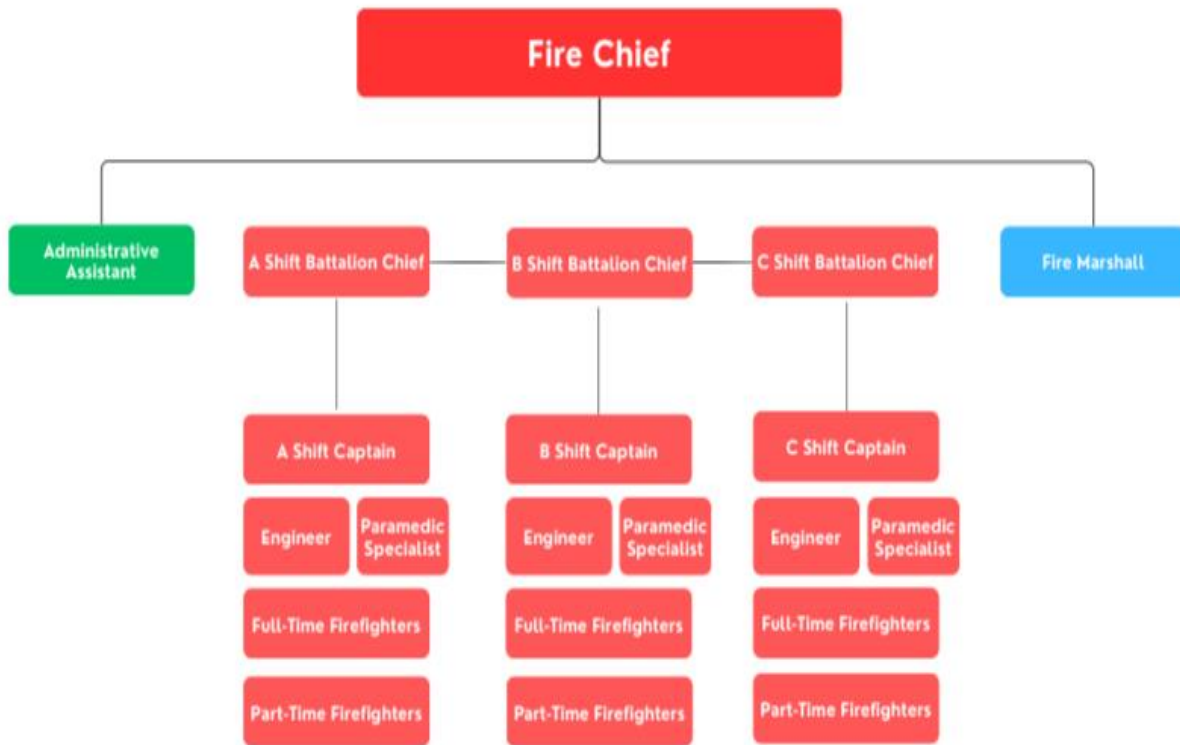 Fire Chief
Administrative
Assistant
A Shift Battalion Chief
B Shift Battalion Chief
C Shift Battalion Chief
Fire Marshall
A Shift Captain
B Shift Captain
C Shift Captain
Engineer
Paramedic
Specialist
Engineer
Paramedic
Specialist
Engineer
Paramedic
Specialist
Full-Time Firefighters
Full-Time Firefighters
Full-Time Firefighters
Part-Time Firefighters
Part-Time Firefighters
Part-Time Firefighters